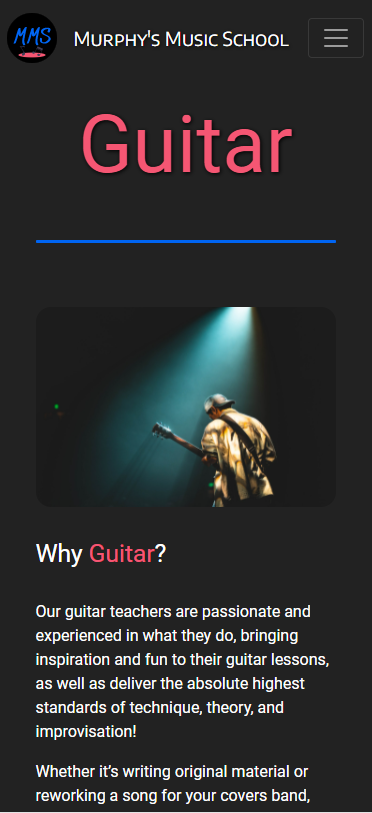 MMS
Murphy's Music School
Guitar
Why Guitar?
Our guitar teachers are passionate and
experienced in what they do, bringing
inspiration and fun to their guitar lessons,
as well as deliver the absolute highest
standards of technique, theory, and
improvisation!
Whether it’s writing original material or
reworking a song for your covers band,